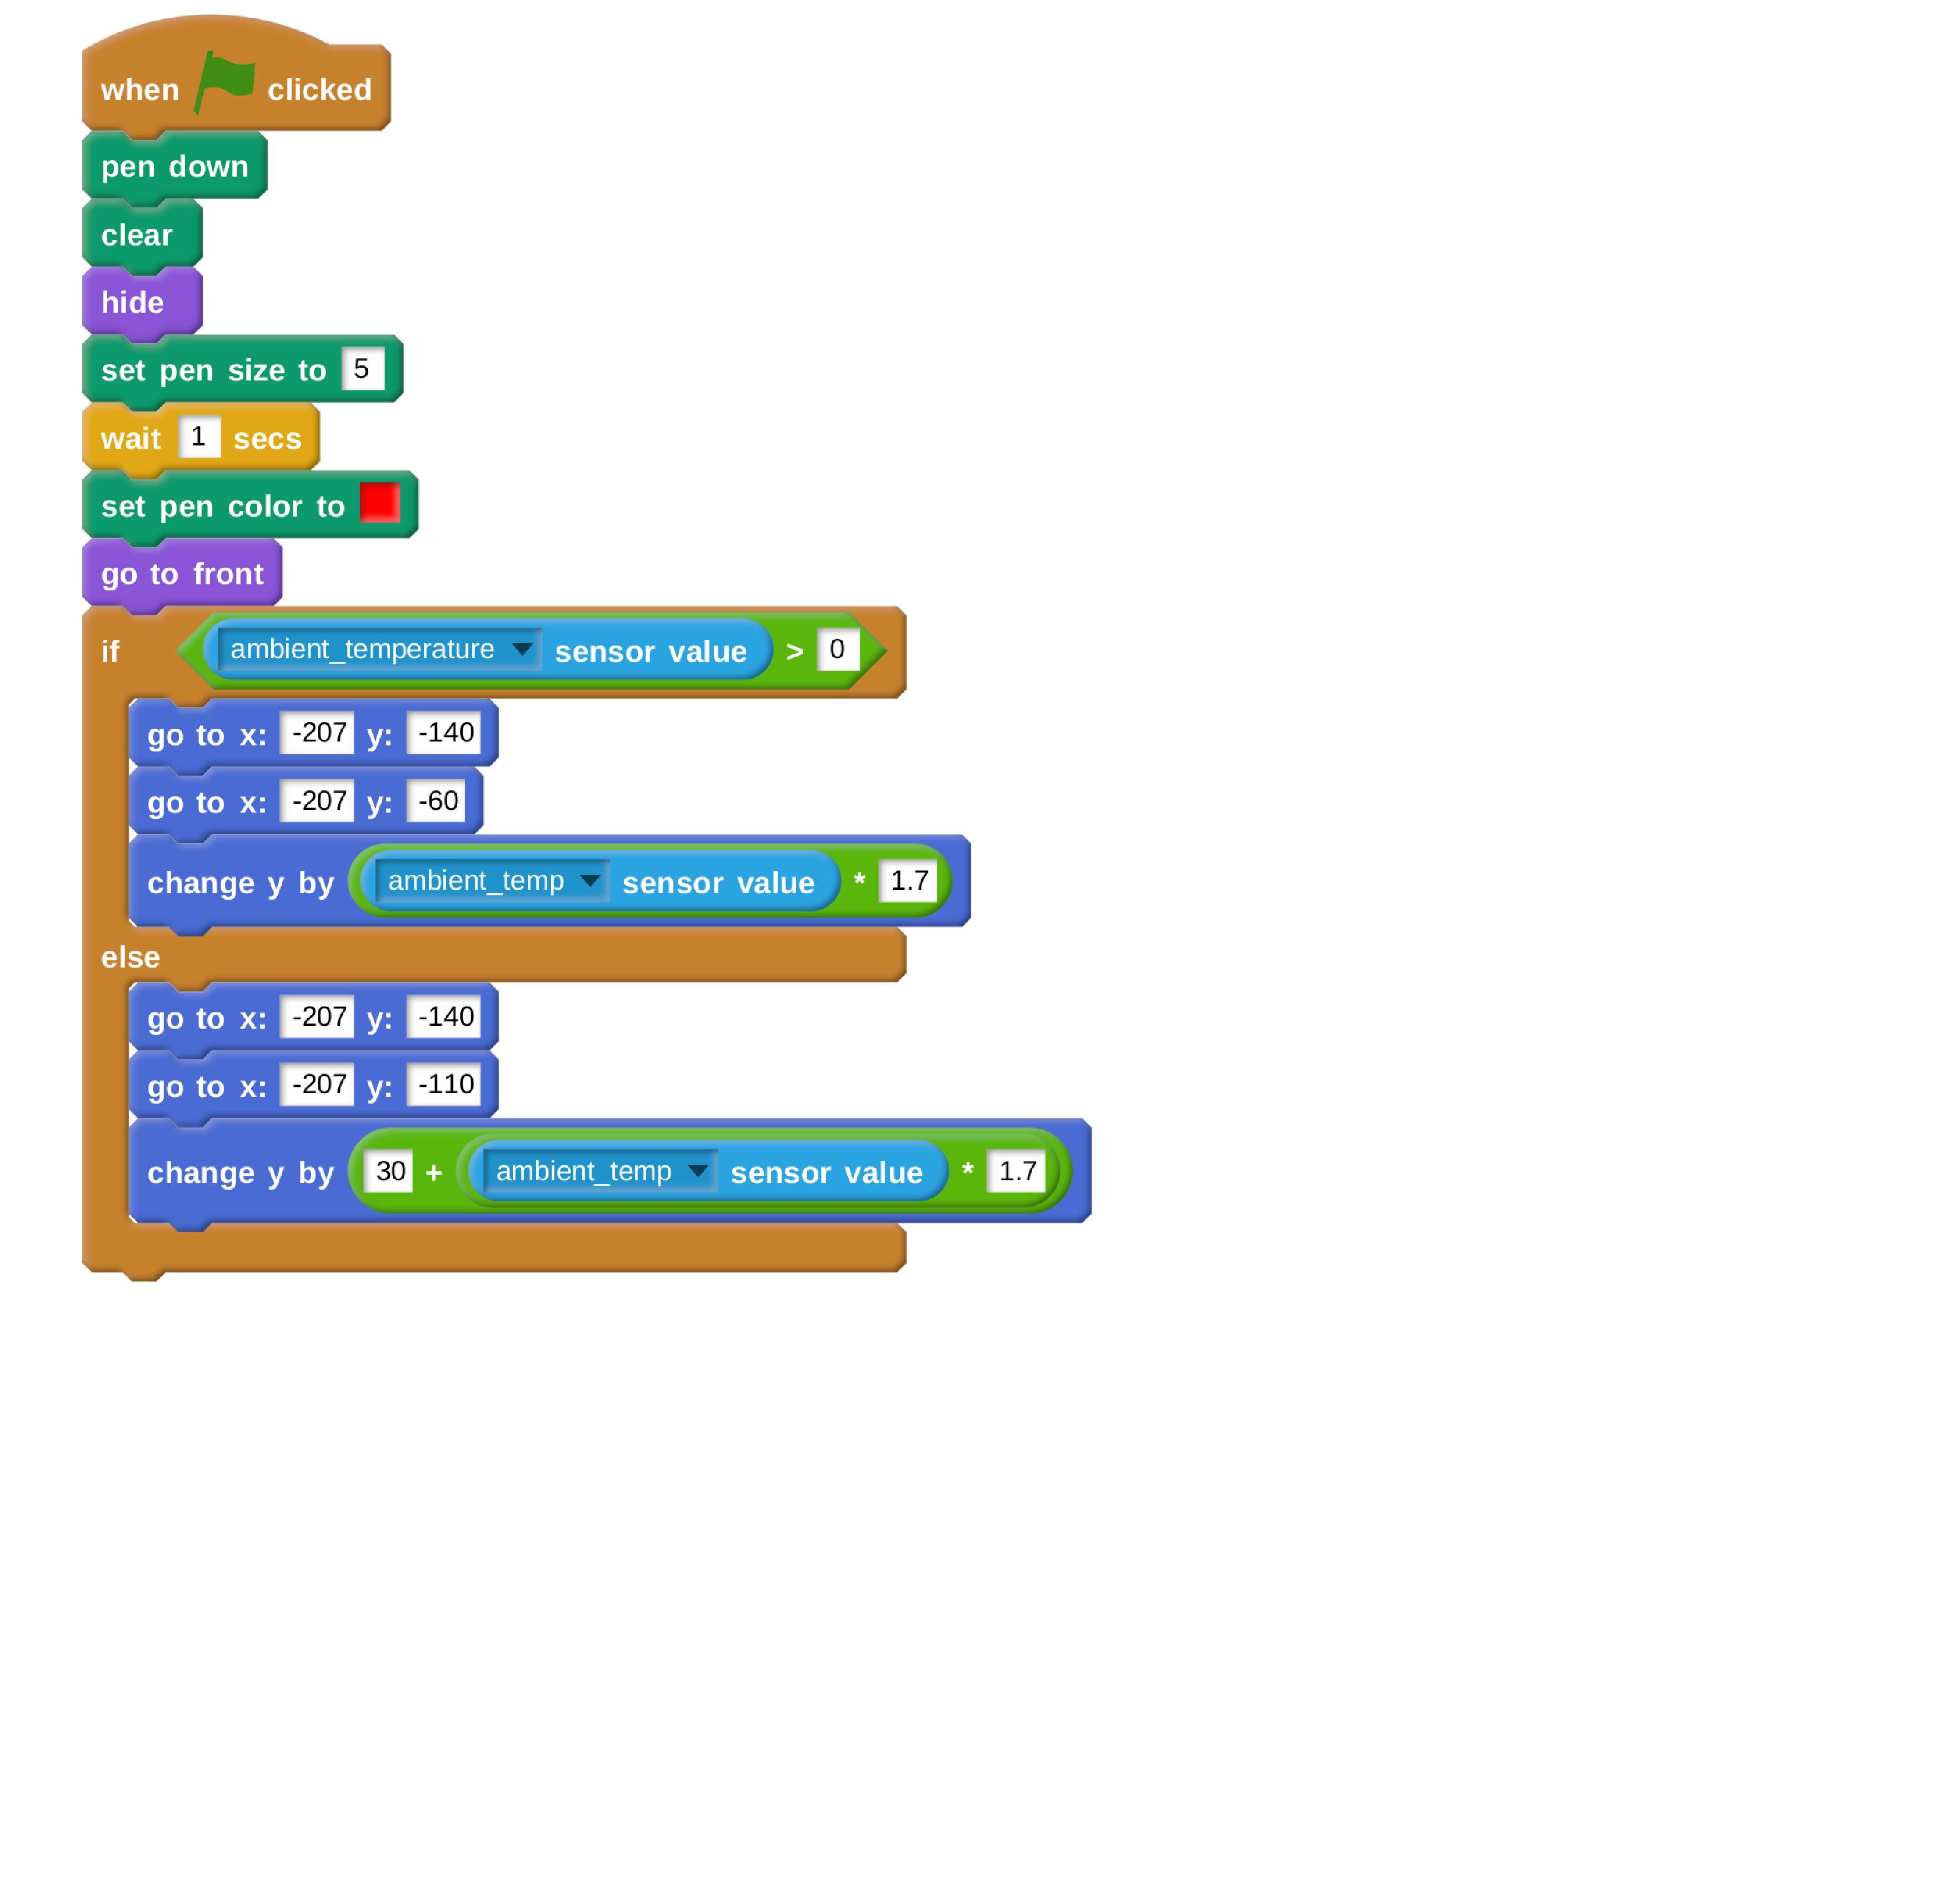 when clicked
pen down
clear
hide
set pen size to 5
wait 1 secs
set pen color to
go to front
if ambient_temperature sensor value > 0
go to x: -207 y: -140
go to x: -207 y: -60
change y by ambient_temp sensor value * 1.7
else
go to x: -207 y: -140
go to x: -207 y: -110
change y by 30 + ambient_temp sensor value * 1.7